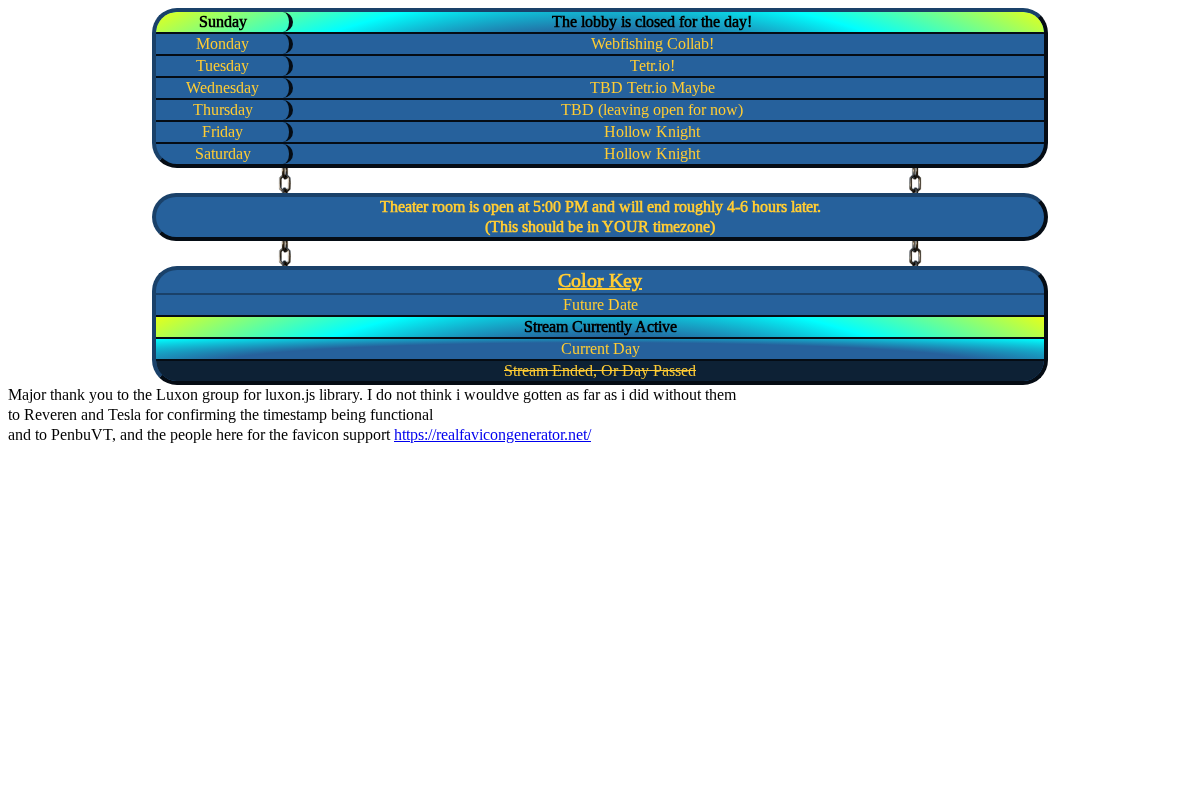 Sunday The lobby is closed for the day!
Monday Webfishing Collab!
Tuesday Tetr.io!
Wednesday TBD Tetr.io Maybe
Thursday TBD (leaving open for now)
Friday Hollow Knight
Saturday Hollow Knight
Theater room is open at 5:00 PM and will end roughly 4-6 hours later.
(This should be in YOUR timezone)
Color Key
Future Date
Stream Currently Active
Current Day
Stream Ended, Or Day Passed
Major thank you to the Luxon group for luxon.js library. I do not think i wouldve gotten as far as i did without them
to Reveren and Tesla for confirming the timestamp being functional
and to PenbuVT, and the people here for the favicon support https://realfavicongenerator.net/